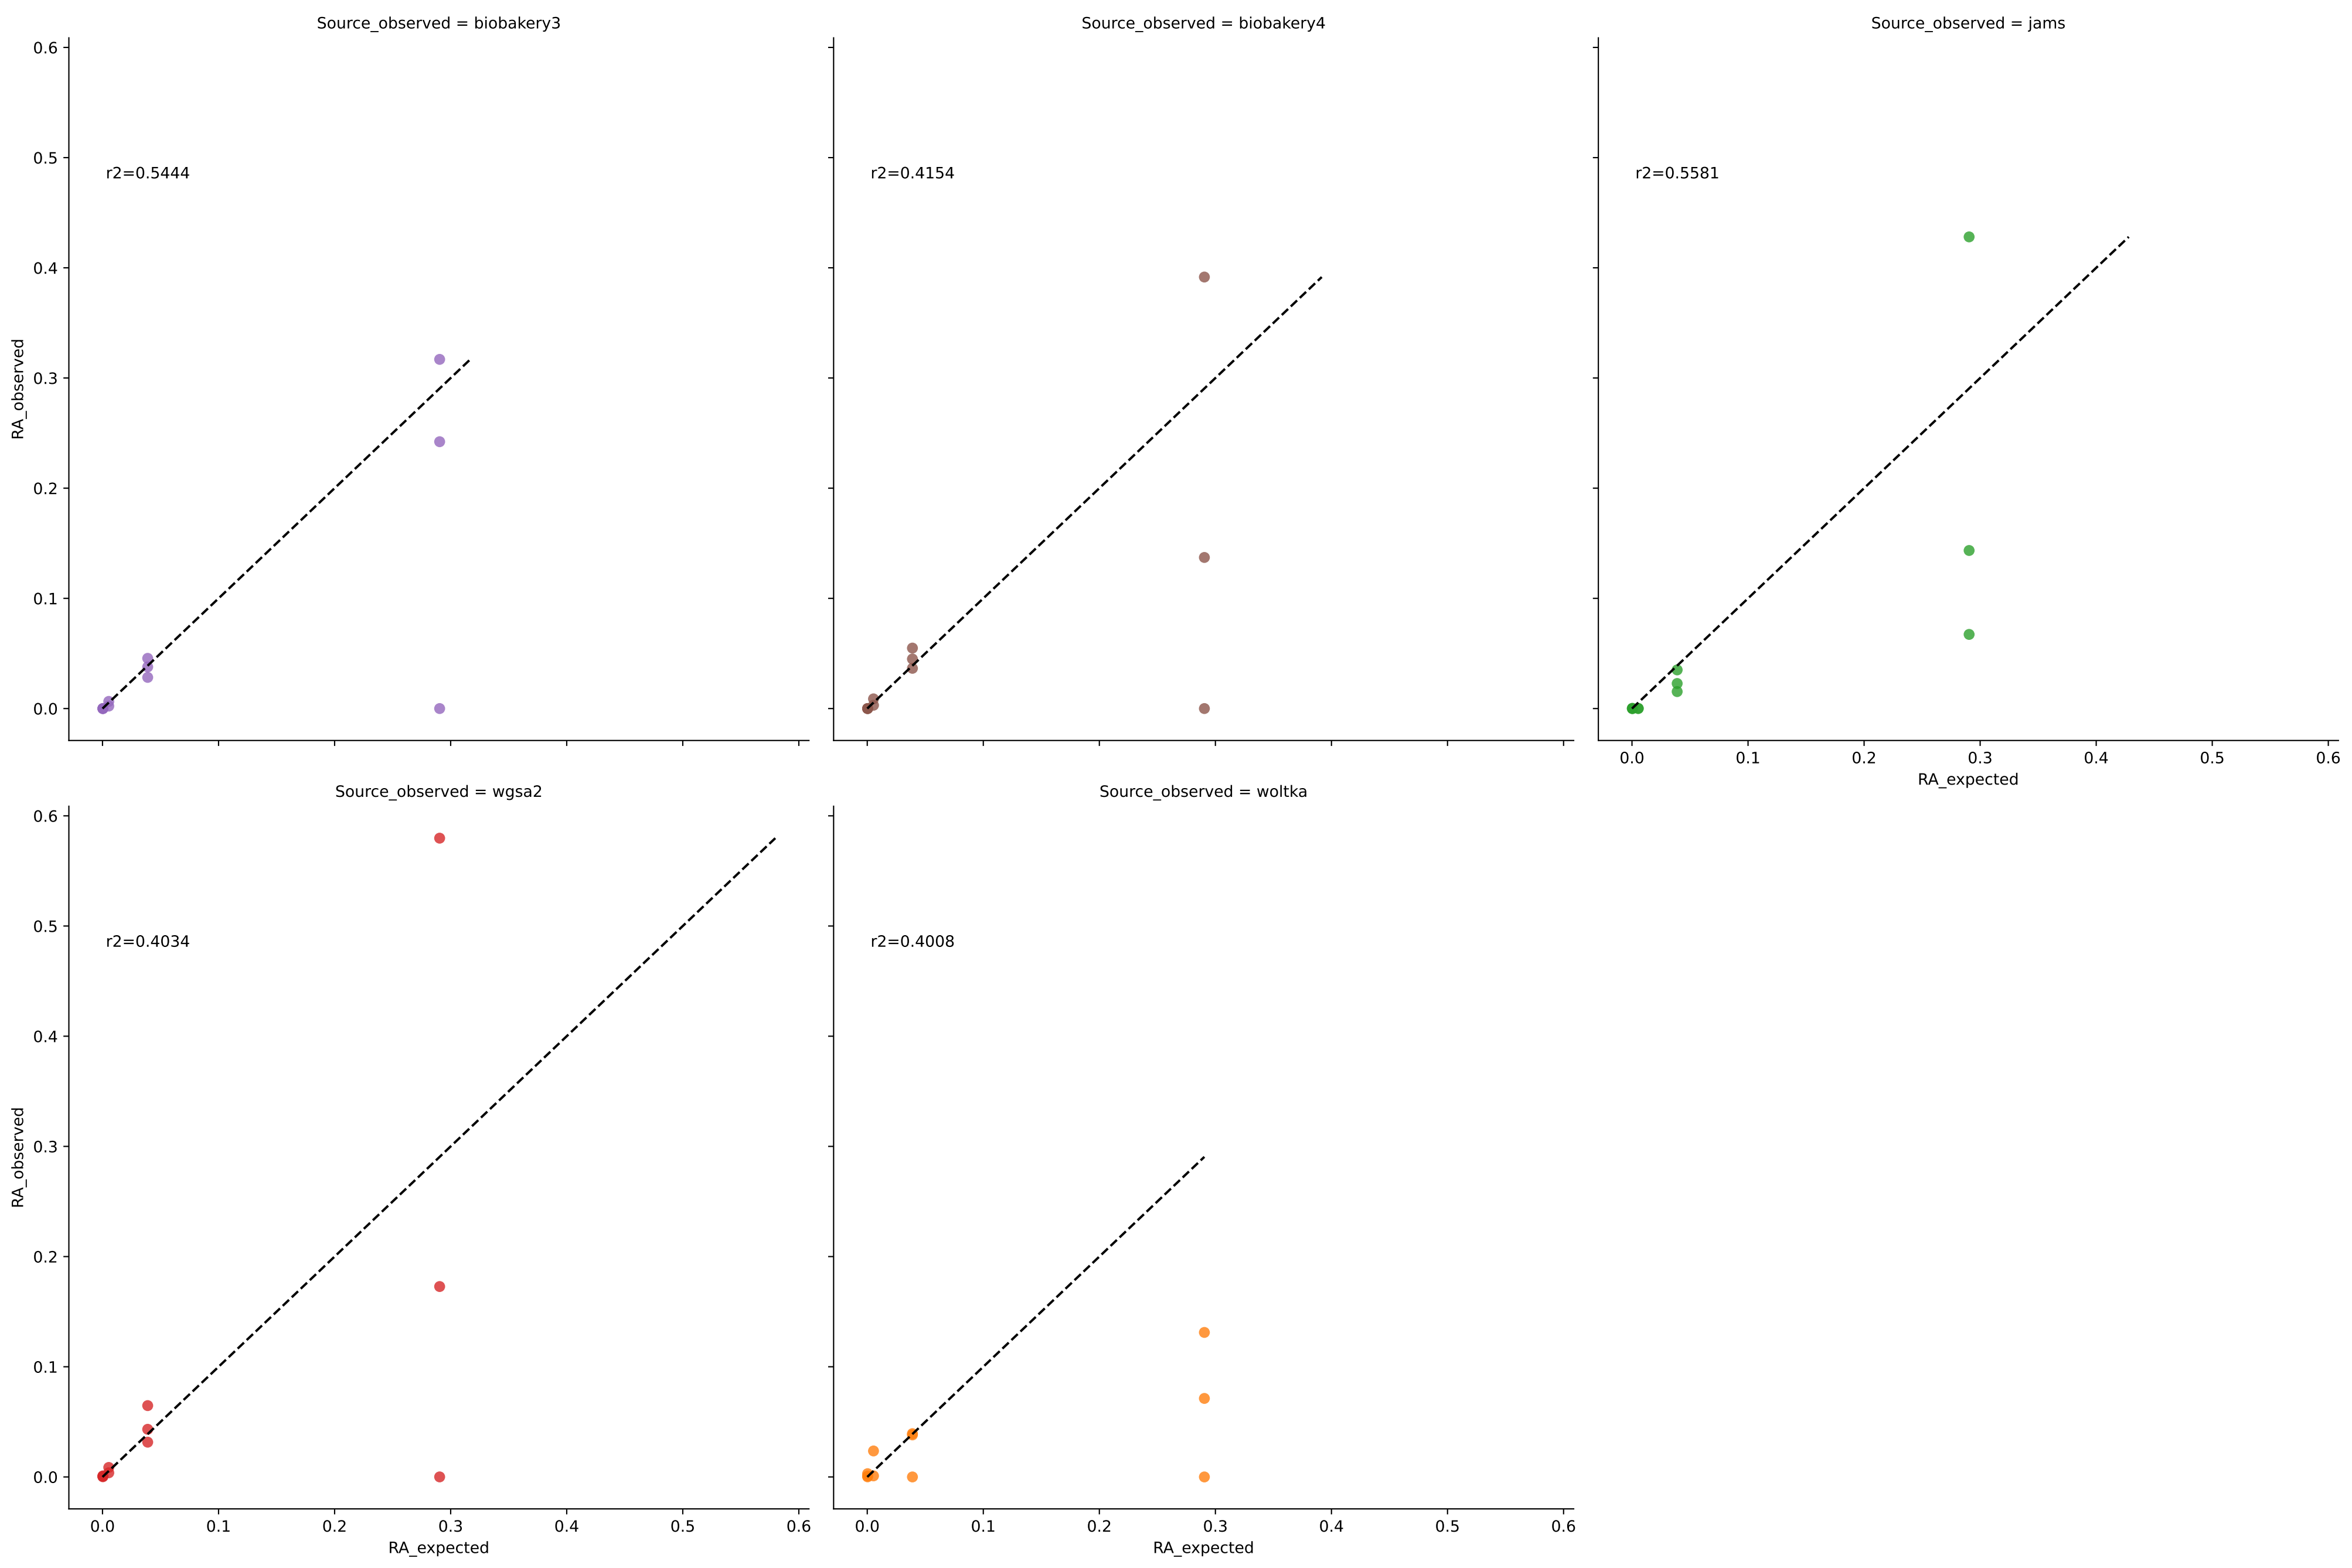 Source_observed = biobakery3
0.6
0.5
0.4
0.3
0.2
0.1
0.0
RA_observed
r2=0.5444
Source_observed = biobakery4
r2=0.4154
Source_observed = jams
r2=0.5581
0.0 0.1 0.2 0.3 0.4 0.5 0.6
RA_expected
Source_observed = wgsa2
0.6
0.5
0.4
0.3
0.2
0.1
0.0
RA_observed
r2=0.4034
0.0 0.1 0.2 0.3 0.4 0.5 0.6
RA_expected
Source_observed = woltka
r2=0.4008
0.0 0.1 0.2 0.3 0.4 0.5 0.6
RA_expected